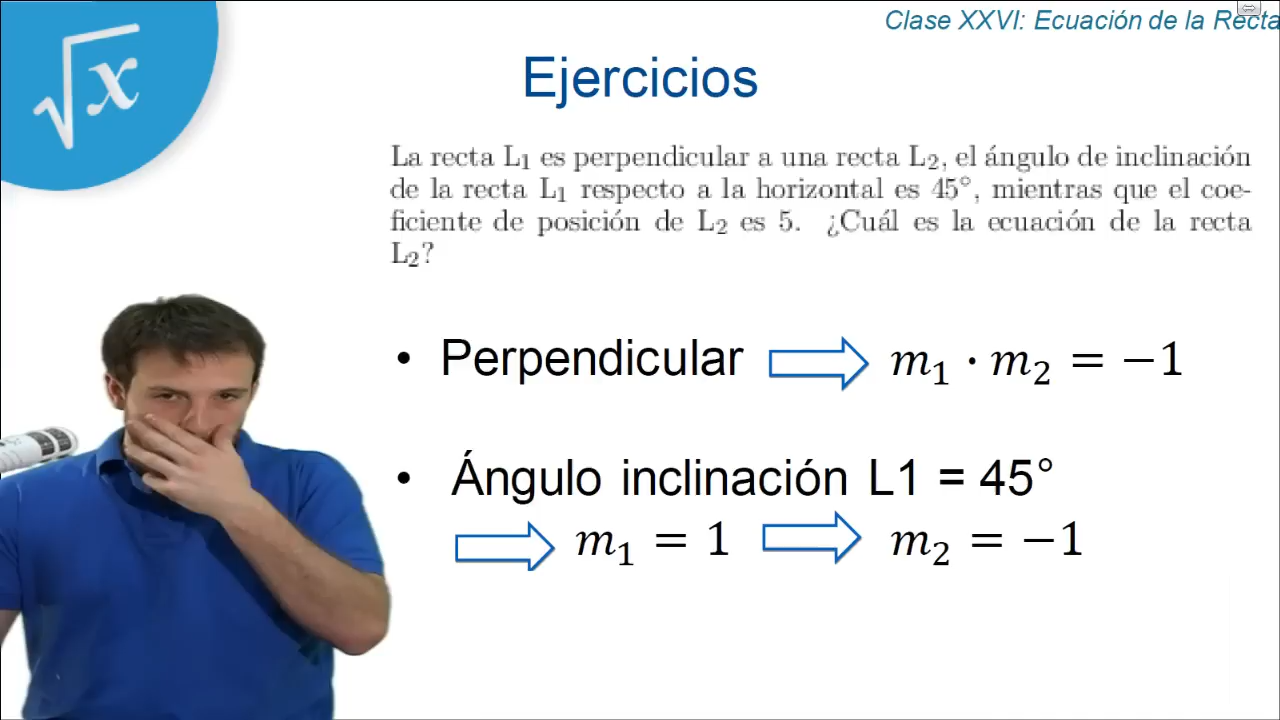 Clase XXVI: Ecuación de la Recta
√x
Ejercicios
La recta L₁ es perpendicular a una recta L₂, el ángulo de inclinación
de la recta L₁ respecto a la horizontal es 45°, mientras que el coe-
ficiente de posición de L₂ es 5. ¿Cuál es la ecuación de la recta
L₂?
• Perpendicular ⇨ m₁ · m₂ = −1
• Ángulo inclinación L1 = 45°
⇨ m₁ = 1 ⇨ m₂ = −1